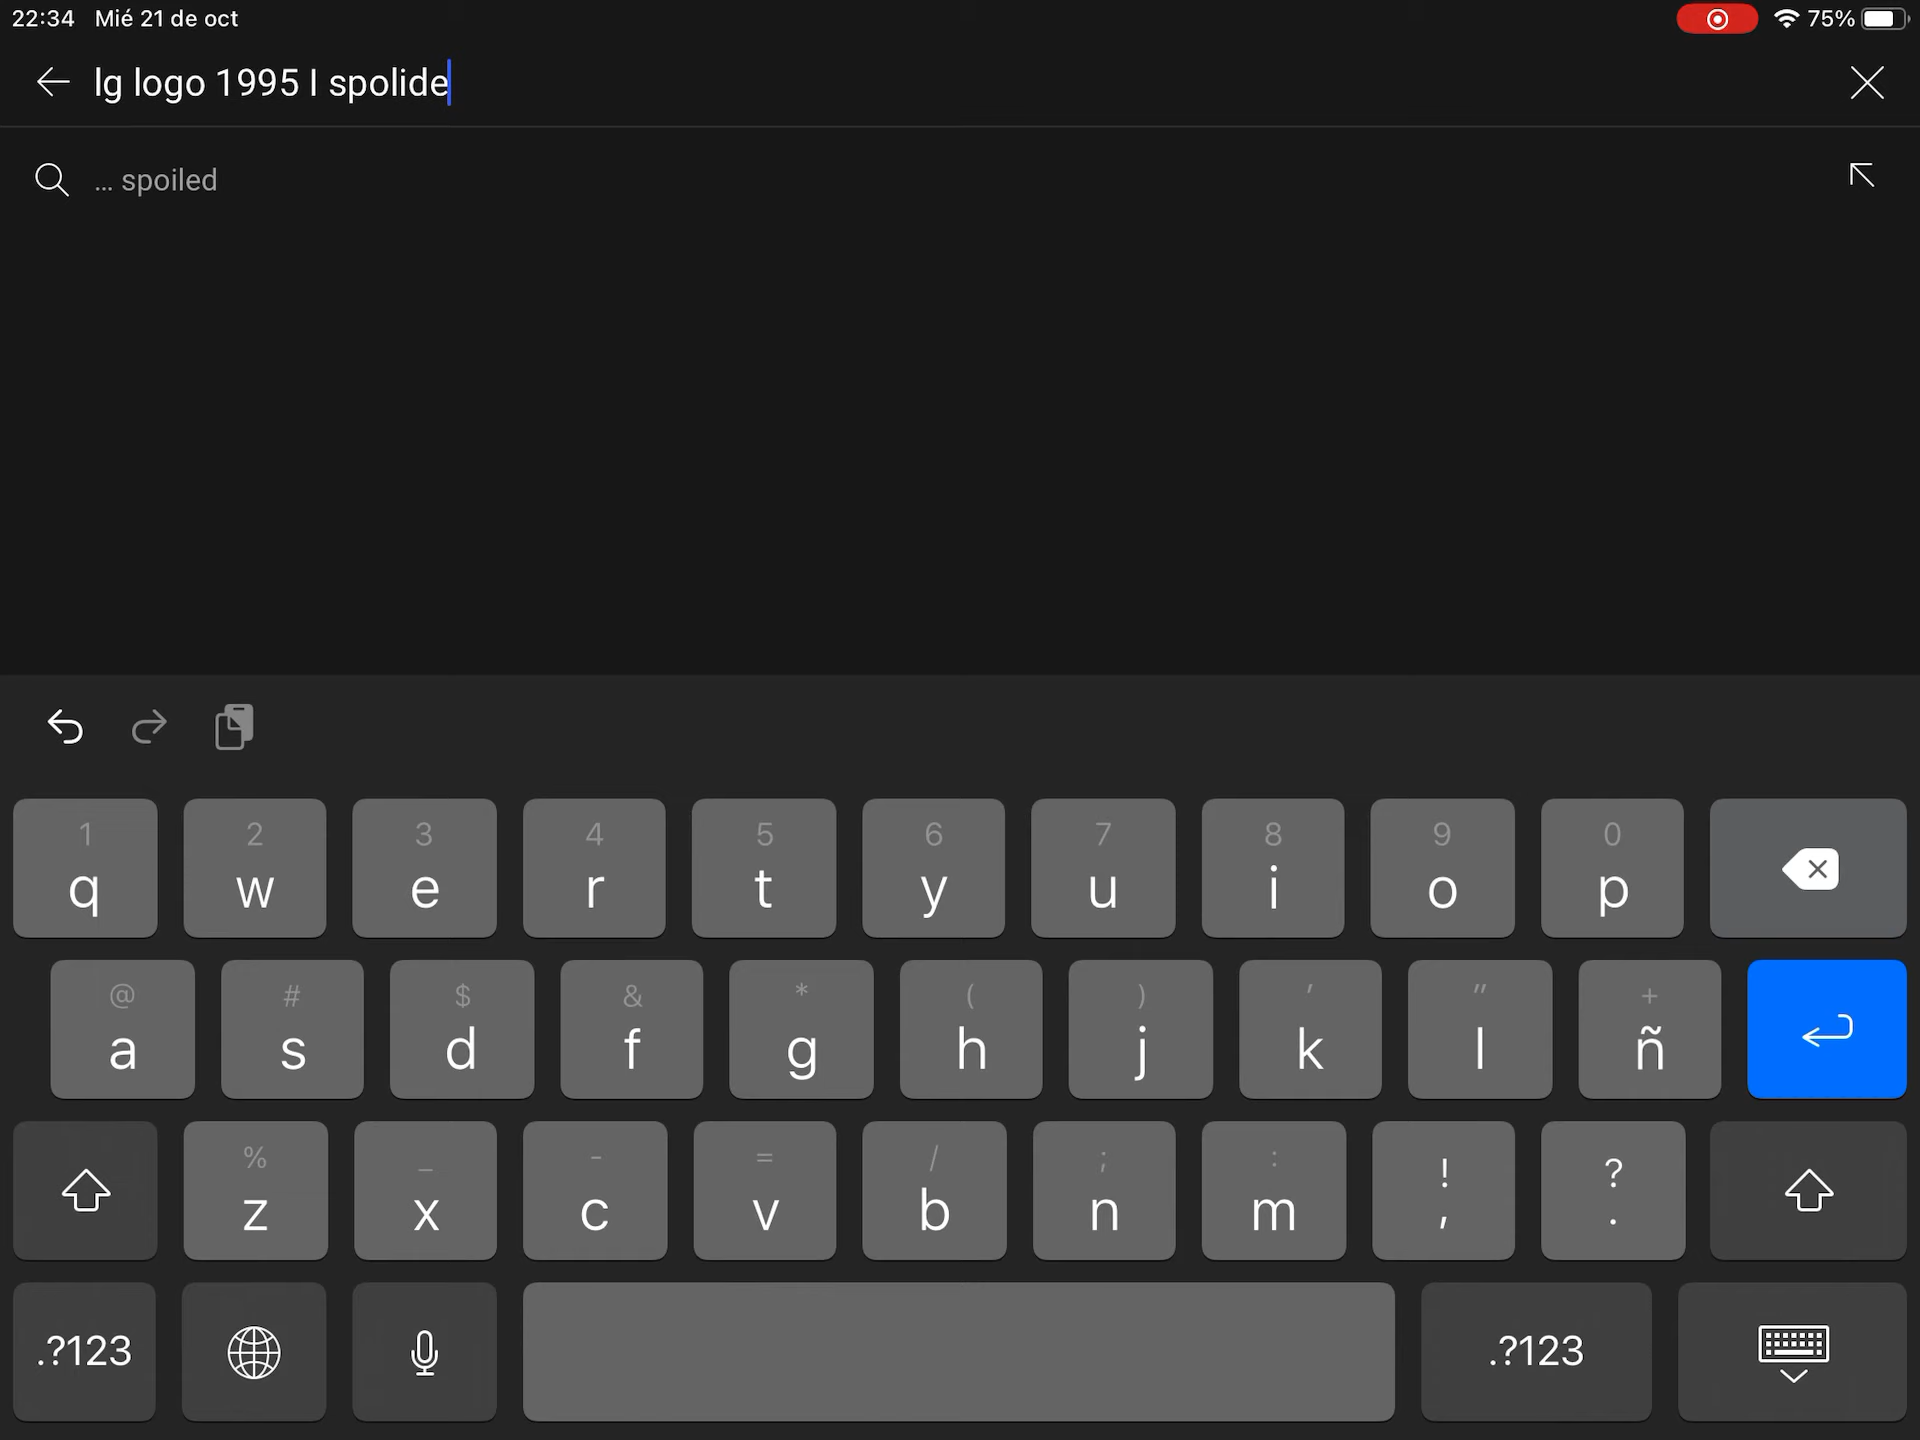 22:34 Mié 21 de oct 75%
lg logo 1995 I spolide
... spoiled
1 2 3 4 5 6 7 8 9 0
q w e r t y u i o p
@ # $ & * ( ) ' " +
a s d f g h j k l ñ
% _ - = / ; : ! ?
z x c v b n m , .
.?123 .?123